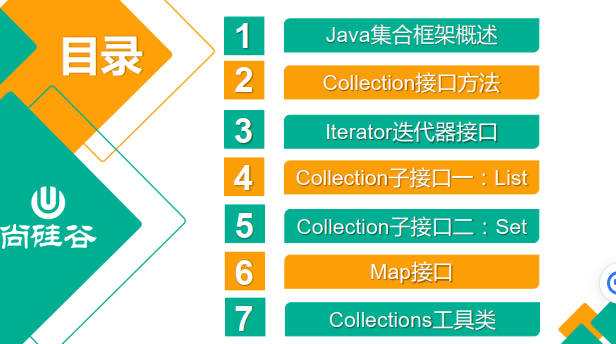 目录
1 Java集合框架概述
2 Collection接口方法
3 Iterator迭代器接口
4 Collection子接口一：List
5 Collection子接口二：Set
6 Map接口
7 Collections工具类
尚硅谷